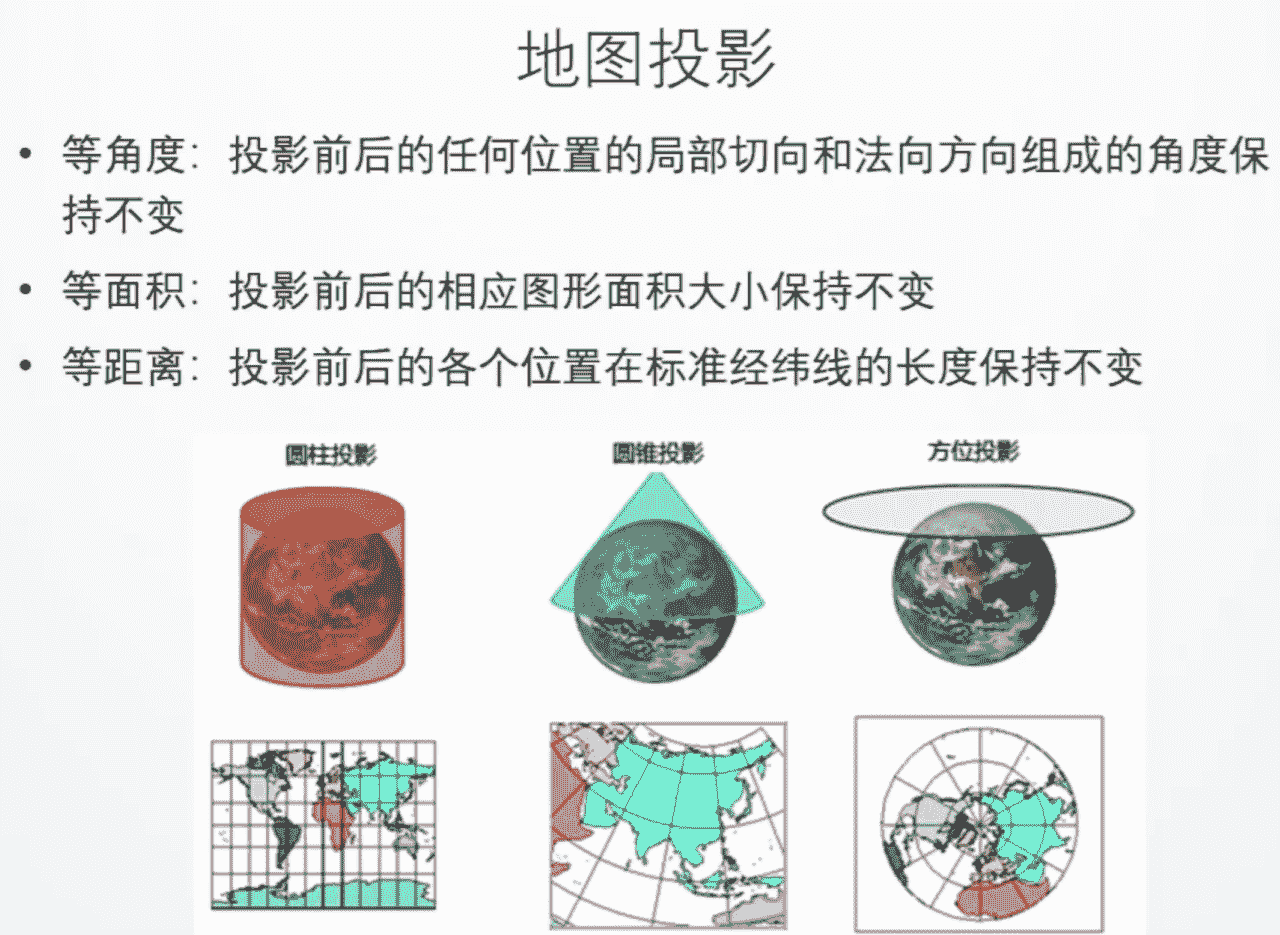 地图投影
• 等角度：投影前后的任何位置的局部切向和法向方向组成的角度保
持不变
• 等面积：投影前后的相应图形面积大小保持不变
• 等距离：投影前后的各个位置在标准经纬线的长度保持不变
圆柱投影
圆锥投影
方位投影